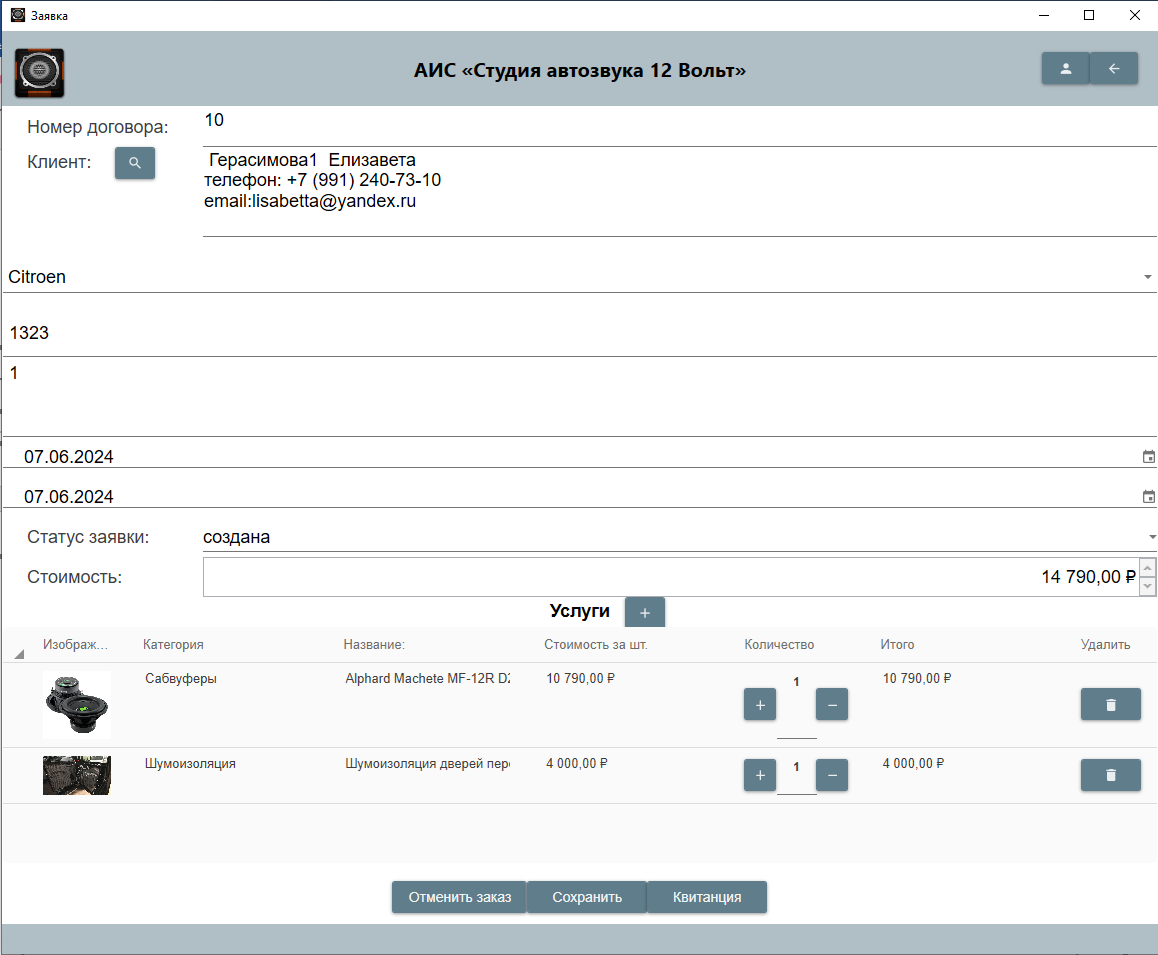 Заявка
АИС «Студия автозвука 12 Вольт»
Номер договора: 10
Клиент:
Герасимова1 Елизавета
телефон: +7 (991) 240-73-10
email:lisabetta@yandex.ru
Citroen
1323
1
07.06.2024
07.06.2024
Статус заявки: создана
Стоимость: 14 790,00 ₽
Услуги +
Изображ... Категория Название: Стоимость за шт. Количество Итого Удалить
Сабвуферы Alphard Machete MF-12R D2 10 790,00 ₽ + 1 − 10 790,00 ₽
Шумоизоляция Шумоизоляция дверей пере 4 000,00 ₽ + 1 − 4 000,00 ₽
Отменить заказ Сохранить Квитанция